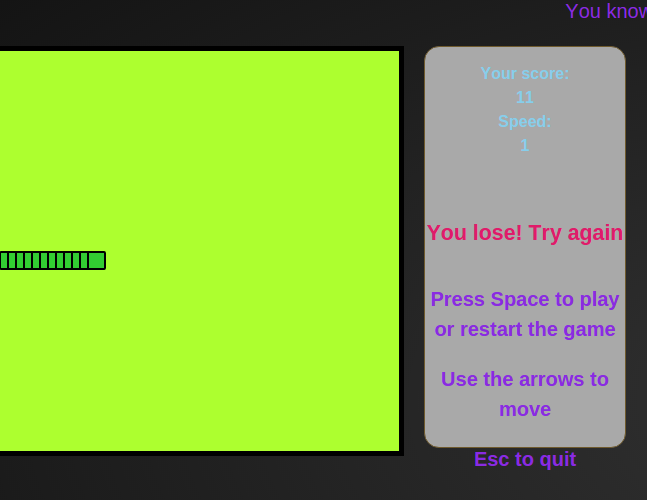 You know
Your score:
11
Speed:
1
You lose! Try again
Press Space to play
or restart the game
Use the arrows to
move
Esc to quit